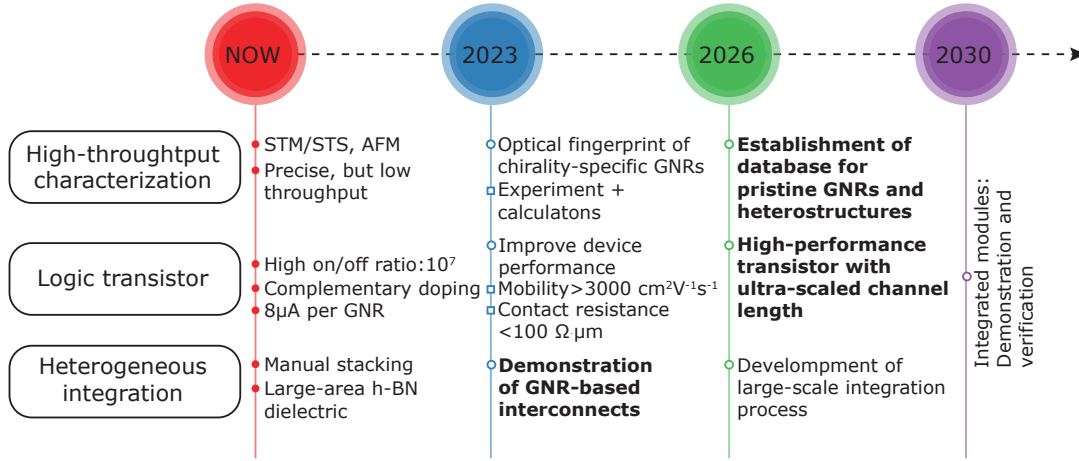 NOW
2023
2026
2030
High-throughtput
characterization
STM/STS, AFM
Precise, but low
throughput
Optical fingerprint of
chirality-specific GNRs
Experiment +
calculatons
Establishment of
database for
pristine GNRs and
heterostructures
Logic transistor
High on/off ratio:10⁷
Complementary doping
8µA per GNR
Improve device
performance
Mobility>3000 cm²V⁻¹s⁻¹
Contact resistance
<100 Ω·µm
High-performance
transistor with
ultra-scaled channel
length
Heterogeneous
integration
Manual stacking
Large-area h-BN
dielectric
Demonstration
of GNR-based
interconnects
Develompment of
large-scale integration
process
Integrated modules:
Demonstration and
verification